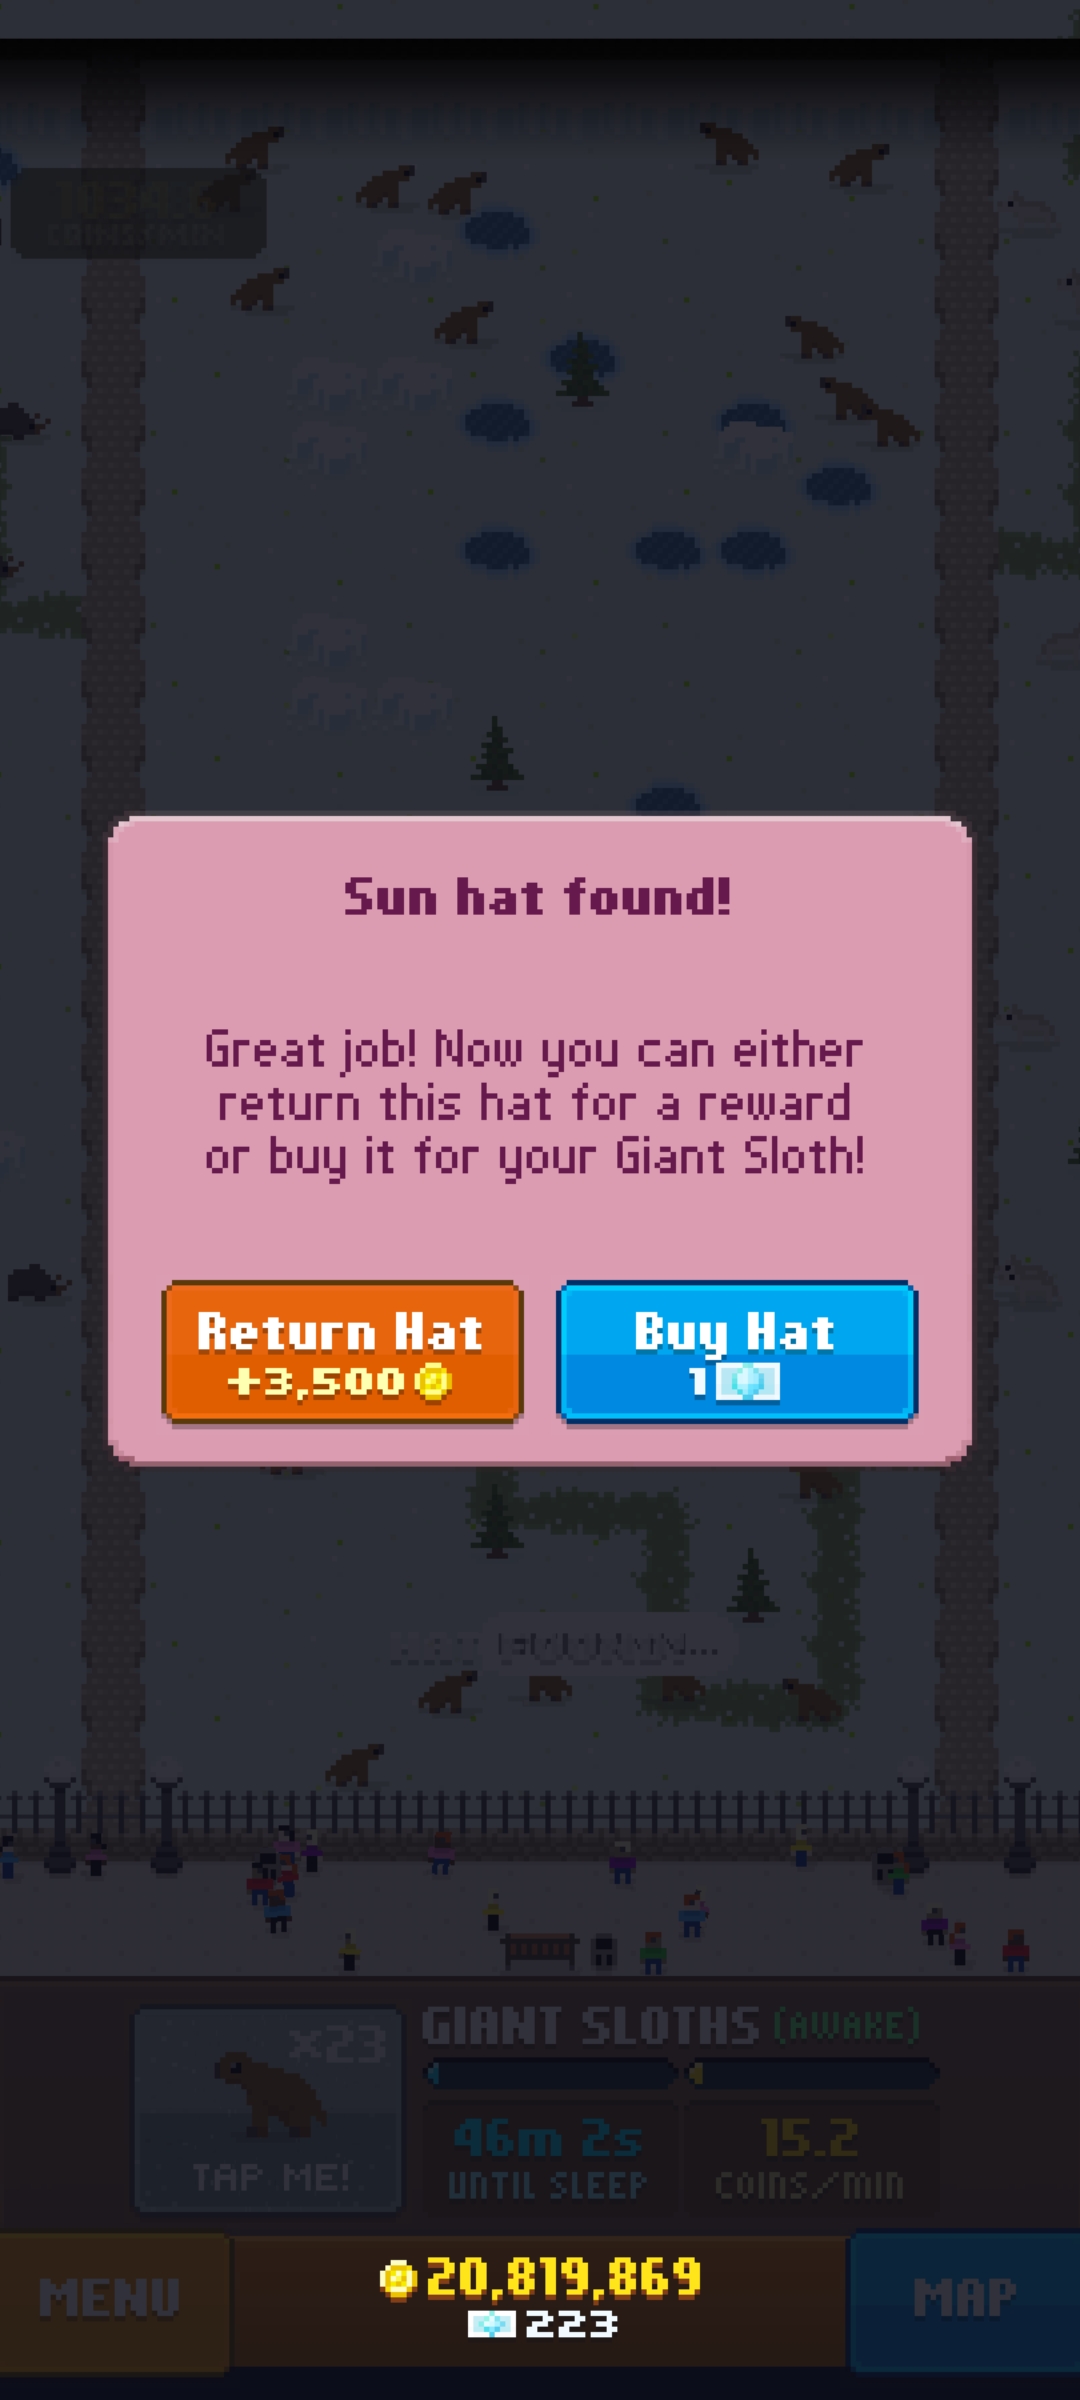 COINS/MIN
Sun hat found!
Great job! Now you can either
return this hat for a reward
or buy it for your Giant Sloth!
Return Hat
+3,500
Buy Hat
1
x23
TAP ME!
GIANT SLOTHS (AWAKE)
46m 2s
UNTIL SLEEP
15.2
COINS/MIN
MENU
20,819,869
223
MAP